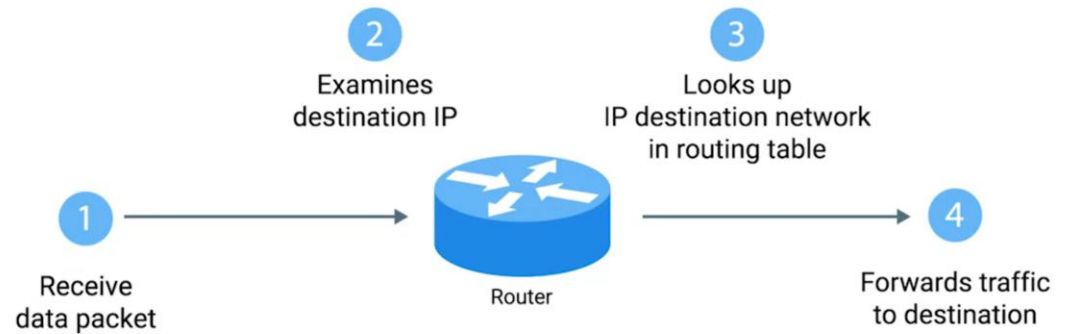 1
Receive
data packet
2
Examines
destination IP
Router
3
Looks up
IP destination network
in routing table
4
Forwards traffic
to destination